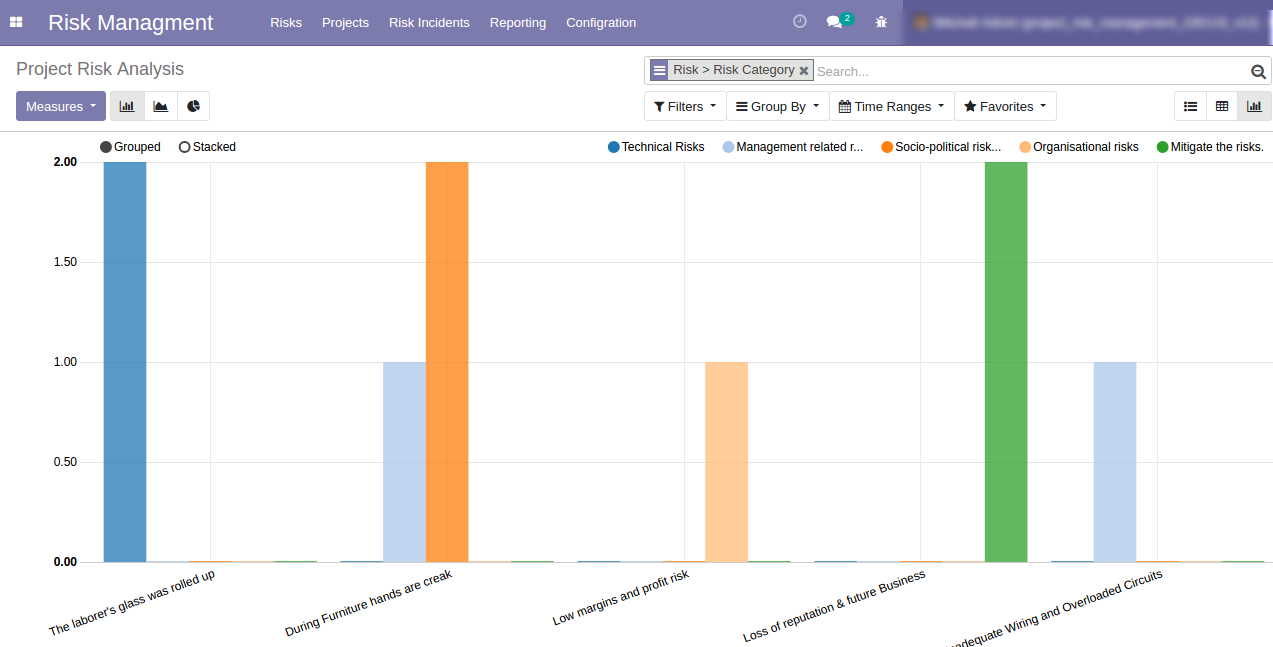 Risk Managment
Risks Projects Risk Incidents Reporting Configration
2
Project Risk Analysis
Risk > Risk Category Search...
Measures
Filters Group By Time Ranges Favorites
Grouped Stacked
Technical Risks Management related r... Socio-political risk... Organisational risks Mitigate the risks.
2.00
1.50
1.00
0.50
0.00
The laborer's glass was rolled up
During Furniture hands are creak
Low margins and profit risk
Loss of reputation & future Business
Wiring and Overloaded Circuits